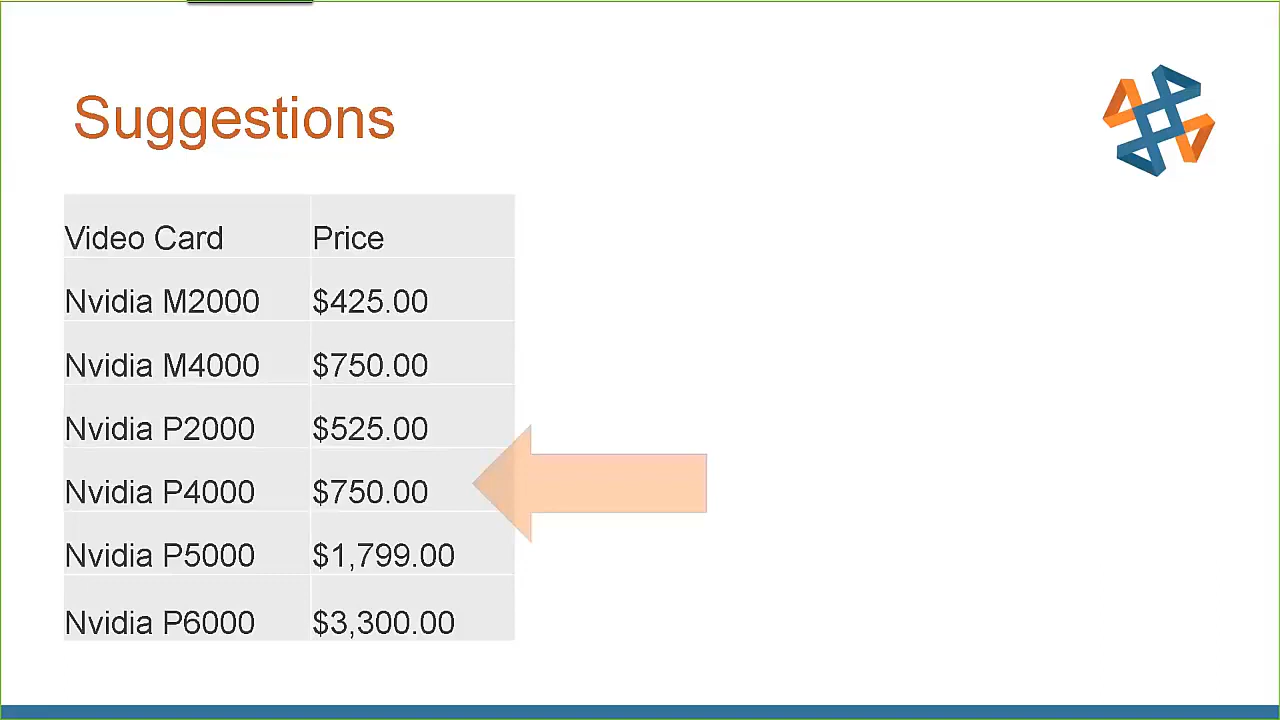 Suggestions
Video Card Price
Nvidia M2000 $425.00
Nvidia M4000 $750.00
Nvidia P2000 $525.00
Nvidia P4000 $750.00
Nvidia P5000 $1,799.00
Nvidia P6000 $3,300.00